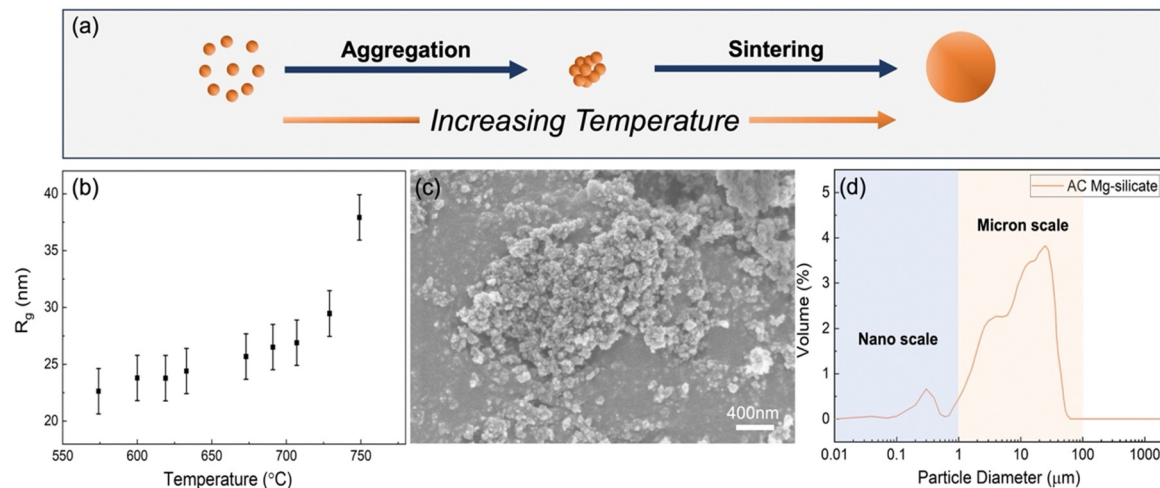 (a)
Aggregation
Sintering
Increasing Temperature
(b)
40
35
30
25
20
R_g (nm)
550
600
650
700
750
Temperature (°C)
(c)
400nm
(d)
AC Mg-silicate
Micron scale
Nano scale
5
4
3
2
1
0
Volume (%)
0.01
0.1
1
10
100
1000
Particle Diameter (μm)